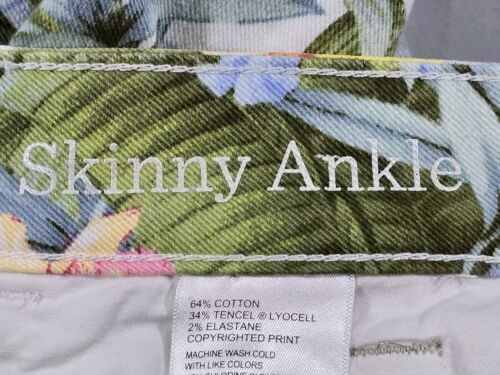 Skinny Ankle
64% COTTON
34% TENCEL ® LYOCELL
2% ELASTANE
COPYRIGHTED PRINT
MACHINE WASH COLD
WITH LIKE COLORS